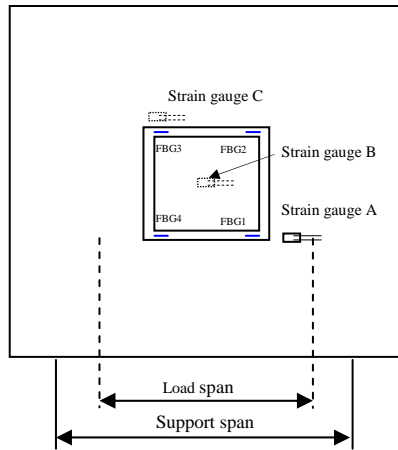 Strain gauge C
FBG3
FBG2
Strain gauge B
FBG4
FBG1
Strain gauge A
Load span
Support span